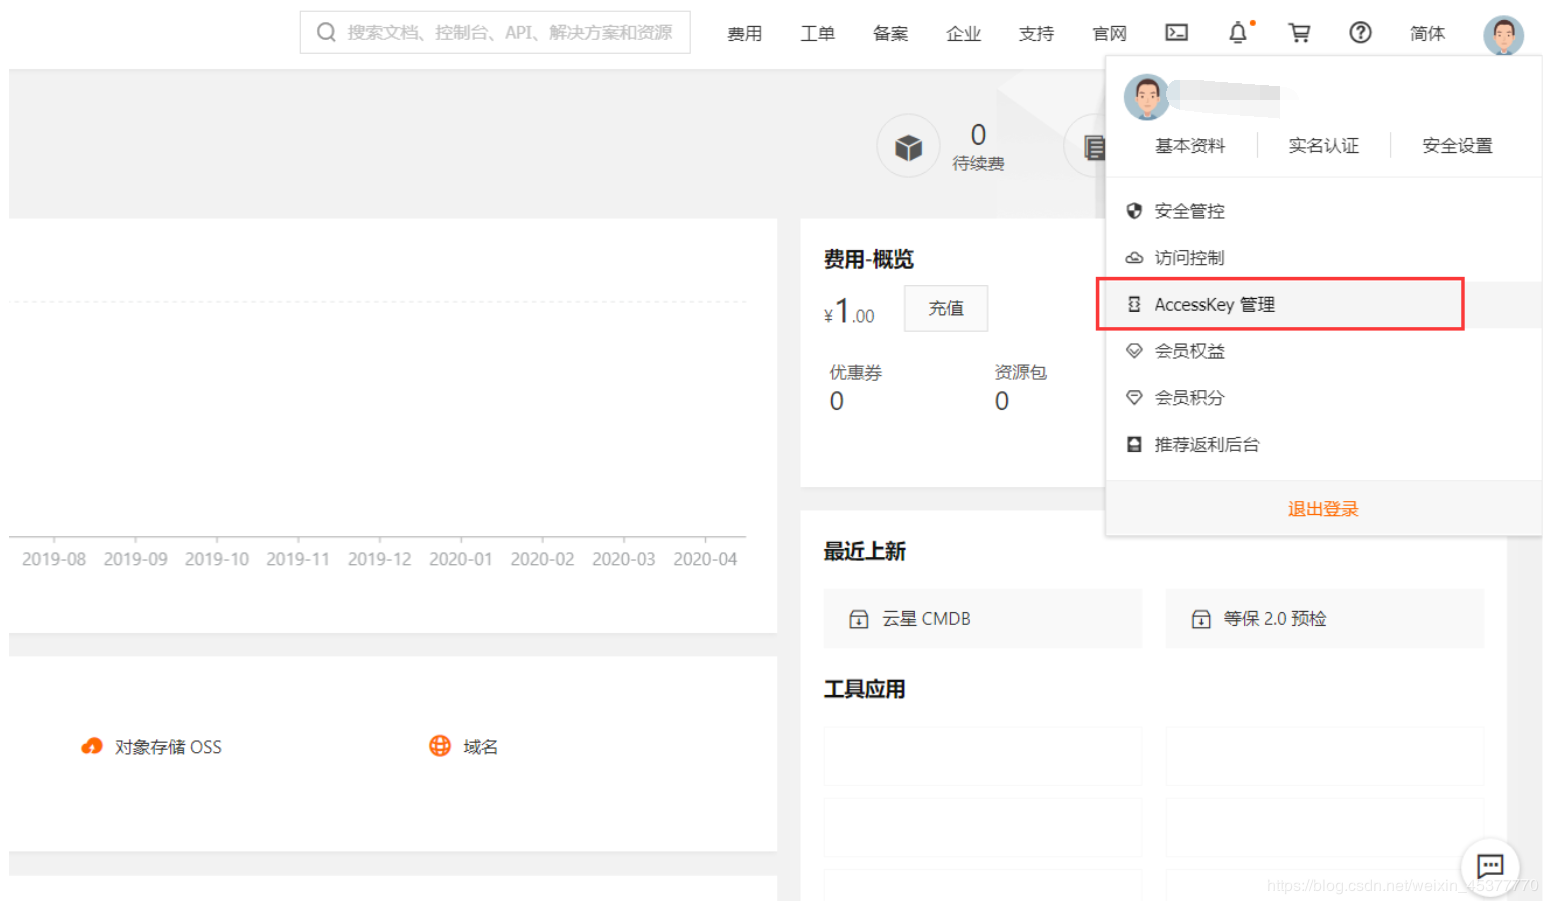 搜索文档、控制台、API、解决方案和资源 费用 工单 备案 企业 支持 官网 简体
0
待续费
基本资料 实名认证 安全设置
安全管控
访问控制
AccessKey 管理
会员权益
会员积分
推荐返利后台
退出登录
费用-概览
¥1.00 充值
优惠券 资源包
0 0
2019-08 2019-09 2019-10 2019-11 2019-12 2020-01 2020-02 2020-03 2020-04
最近上新
云星 CMDB 等保 2.0 预检
工具应用
对象存储 OSS 域名
https://blog.csdn.net/weixin_45377770